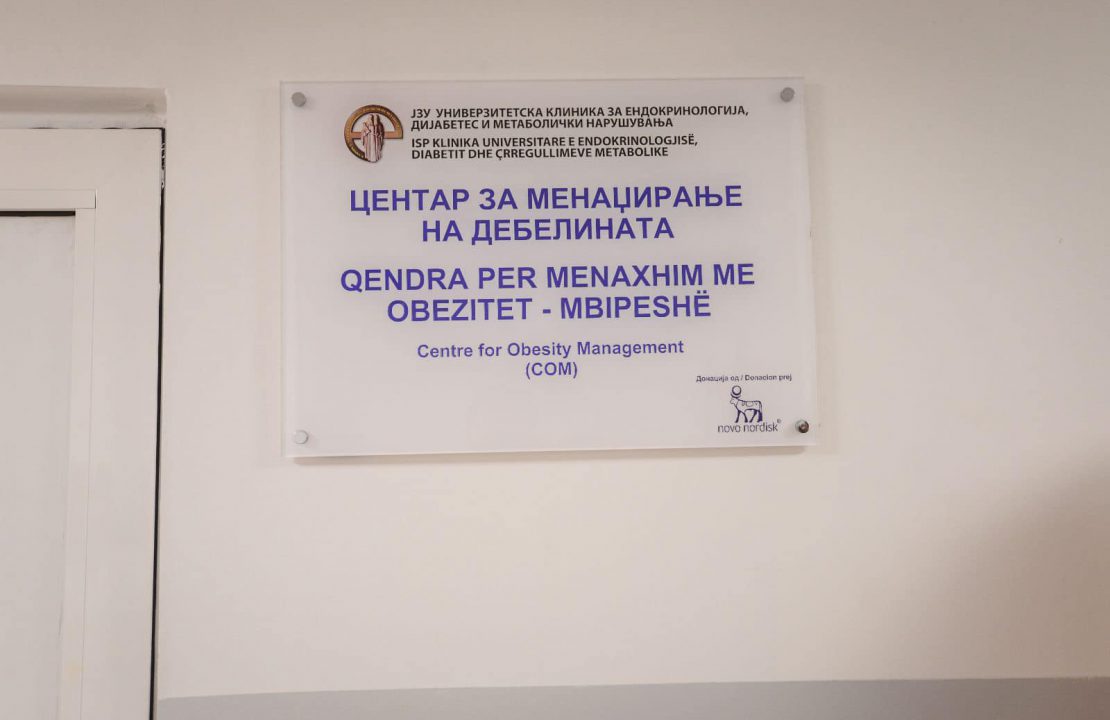 ЈЗУ УНИВЕРЗИТЕТСКА КЛИНИКА ЗА ЕНДОКРИНОЛОГИЈА,
ДИЈАБЕТЕС И МЕТАБОЛИЧКИ НАРУШУВАЊА
ISP KLINIKA UNIVERSITARE E ENDOKRINOLOGJISË,
DIABETIT DHE ÇRREGULLIMEVE METABOLIKE
ЦЕНТАР ЗА МЕНАЏИРАЊЕ
НА ДЕБЕЛИНАТА
QENDRA PER MENAXHIM ME
OBEZITET - MBIPESHË
Centre for Obesity Management
(COM)
Донација од / Donacion prej
novo nordisk®